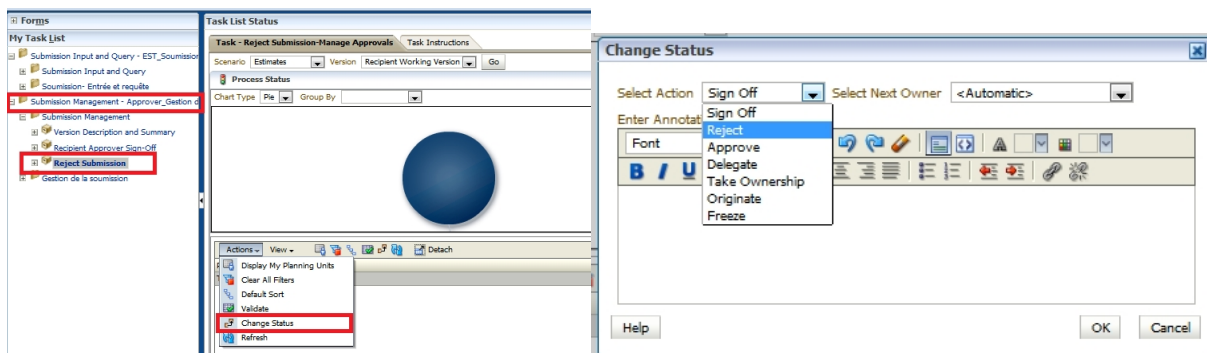 Forms
My Task List
Submission Input and Query - EST_Soumission
Submission Input and Query
Soumission- Entrée et requête
Submission Management - Approver_Gestion d
Submission Management
Version Description and Summary
Recipient Approver Sign-Off
Reject Submission
Gestion de la soumission
Task List Status
Task - Reject Submission-Manage Approvals Task Instructions
Scenario Estimates Version Recipient Working Version Go
Process Status
Chart Type Pie Group By
Actions View Detach
Display My Planning Units
Clear All Filters
Default Sort
Validate
Change Status
Refresh
Change Status
Select Action Sign Off Select Next Owner <Automatic>
Enter Annotat
Sign Off
Reject
Approve
Delegate
Take Ownership
Originate
Freeze
Font
B I U
Help OK Cancel